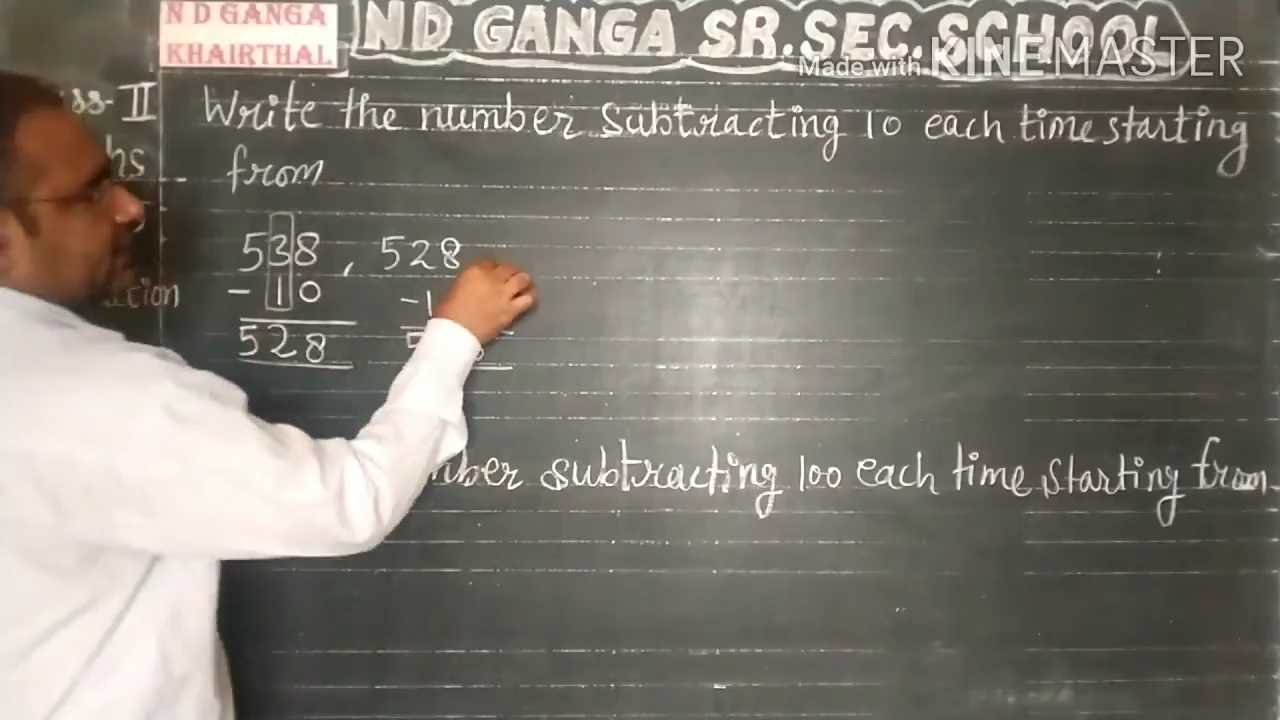 N D GANGA
KHAIRTHAL
ND GANGA SR. SEC. SCHOOL
Made with KINEMASTER
II
Write the number subtracting 10 each time starting
from
538, 528
- 10
528
subtracting 100 each time starting from